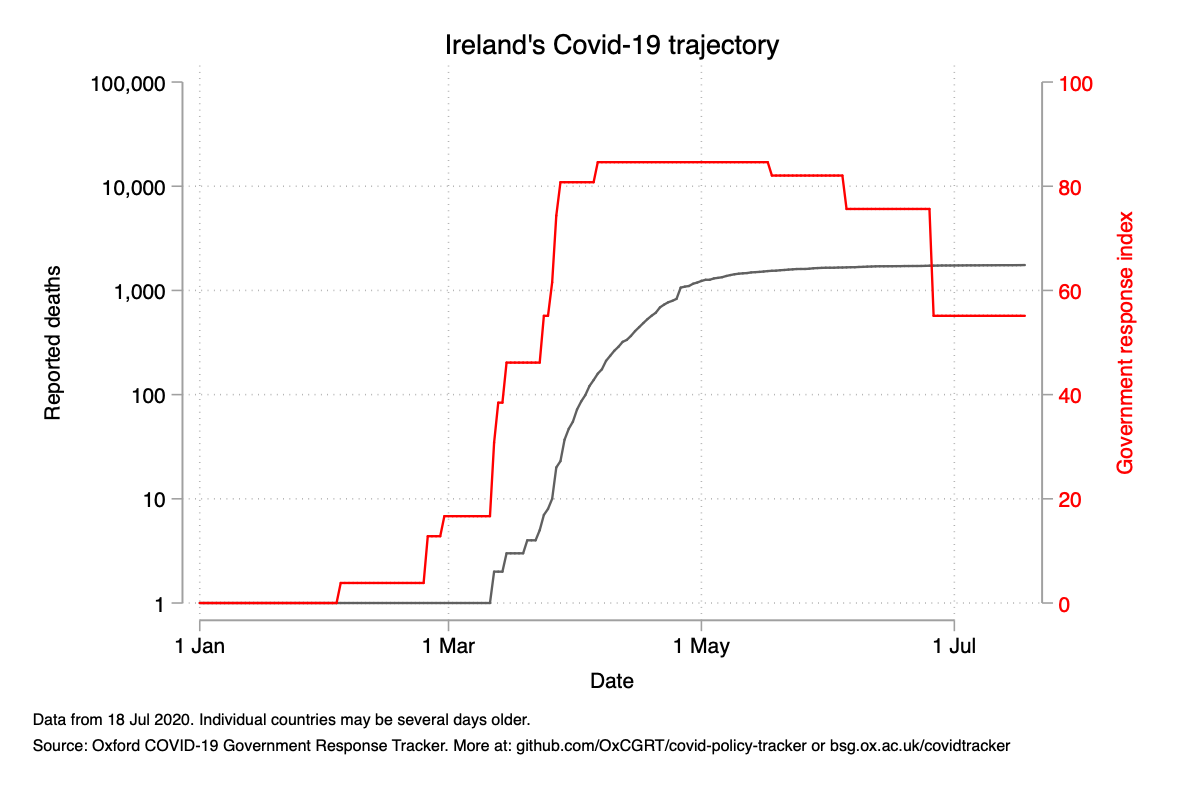 Ireland's Covid-19 trajectory
100,000
10,000
1,000
100
10
1
Reported deaths
100
80
60
40
20
0
Government response index
1 Jan
1 Mar
1 May
1 Jul
Date
Data from 18 Jul 2020. Individual countries may be several days older.
Source: Oxford COVID-19 Government Response Tracker. More at: github.com/OxCGRT/covid-policy-tracker or bsg.ox.ac.uk/covidtracker